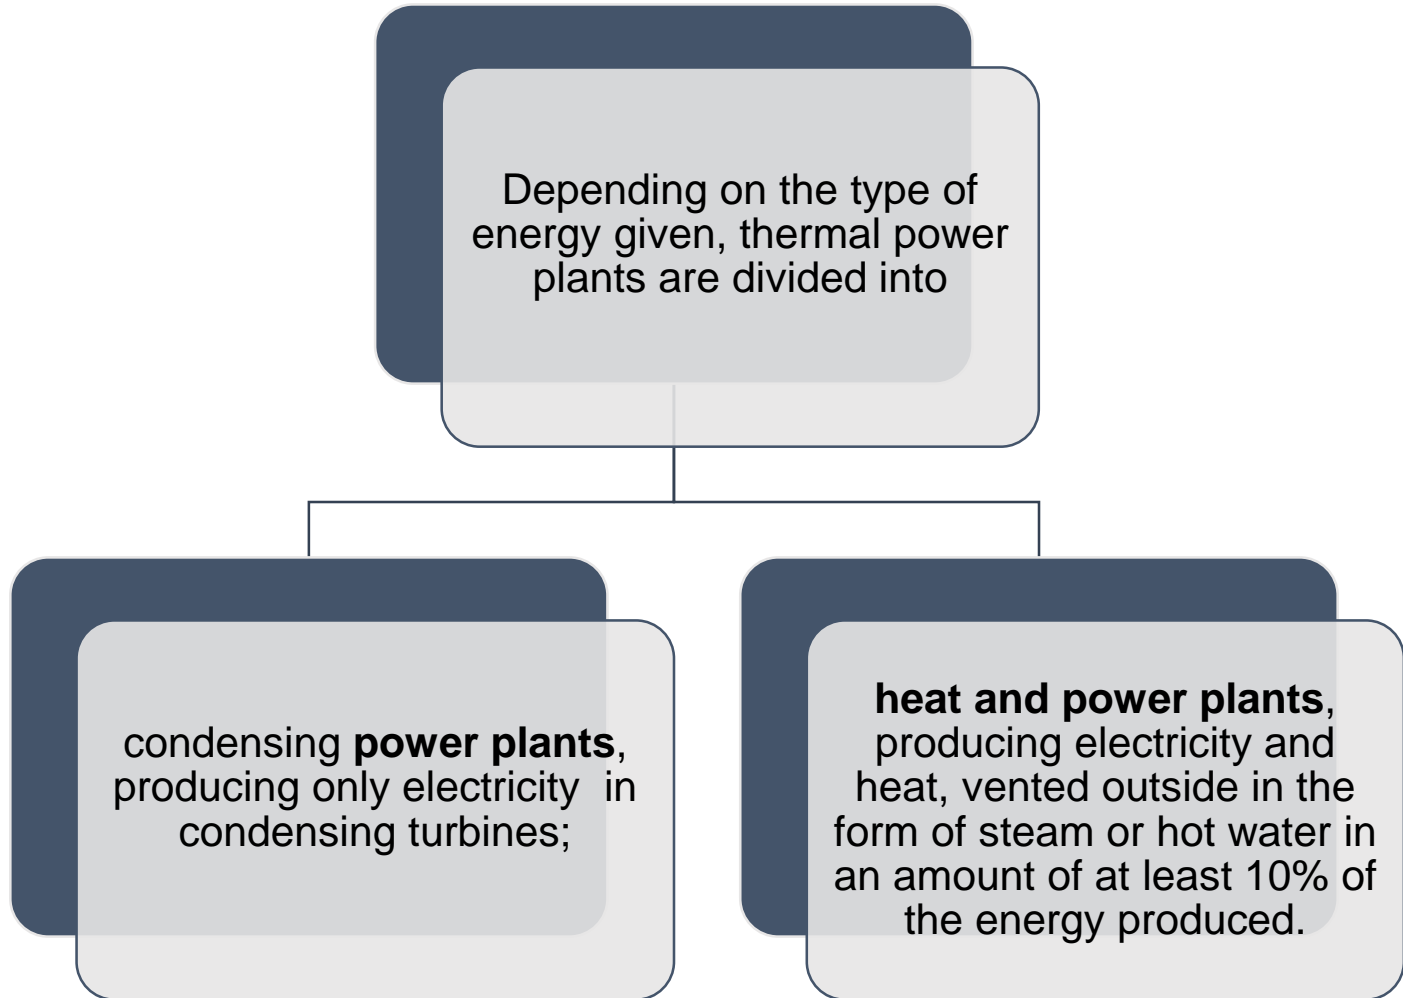 Depending on the type of
energy given, thermal power
plants are divided into
condensing power plants,
producing only electricity in
condensing turbines;
heat and power plants,
producing electricity and
heat, vented outside in the
form of steam or hot water in
an amount of at least 10% of
the energy produced.